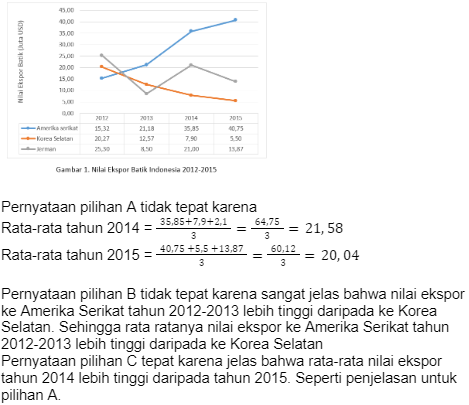 Nilai Ekspor Batik (Juta USD)
45,00
40,00
35,00
30,00
25,00
20,00
15,00
10,00
5,00
0,00
2012 2013 2014 2015
Amerika serikat 15,32 21,18 35,85 40,75
Korea Selatan 20,27 12,57 7,90 5,50
Jerman 25,30 8,50 21,00 13,87
Gambar 1. Nilai Ekspor Batik Indonesia 2012-2015
Pernyataan pilihan A tidak tepat karena
Rata-rata tahun 2014 = 35,85+7,9+2,1 / 3 = 64,75 / 3 = 21,58
Rata-rata tahun 2015 = 40,75 +5,5 +13,87 / 3 = 60,12 / 3 = 20,04
Pernyataan pilihan B tidak tepat karena sangat jelas bahwa nilai ekspor
ke Amerika Serikat tahun 2012-2013 lebih tinggi daripada ke Korea
Selatan. Sehingga rata ratanya nilai ekspor ke Amerika Serikat tahun
2012-2013 lebih tinggi daripada ke Korea Selatan
Pernyataan pilihan C tepat karena jelas bahwa rata-rata nilai ekspor
tahun 2014 lebih tinggi daripada tahun 2015. Seperti penjelasan untuk
pilihan A.